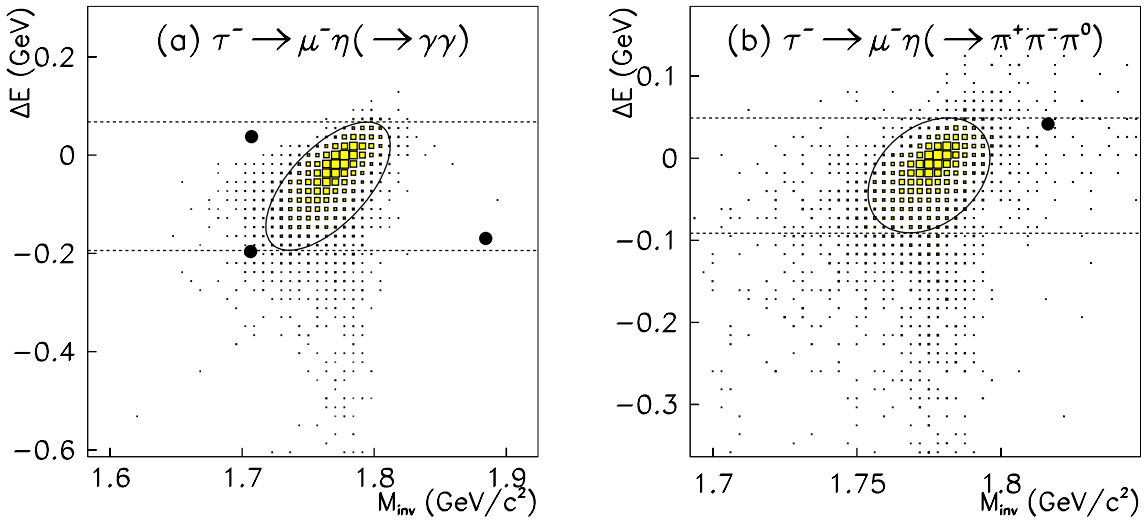 (a) τ⁻ → μ⁻η( → γγ)
ΔE (GeV)
0.2
0
−0.2
−0.4
−0.6
1.6
1.7
1.8
1.9
M_inv (GeV/c²)
(b) τ⁻ → μ⁻η( → π⁺π⁻π⁰)
ΔE (GeV)
0.1
0
−0.1
−0.2
−0.3
1.7
1.75
1.8
M_inv (GeV/c²)